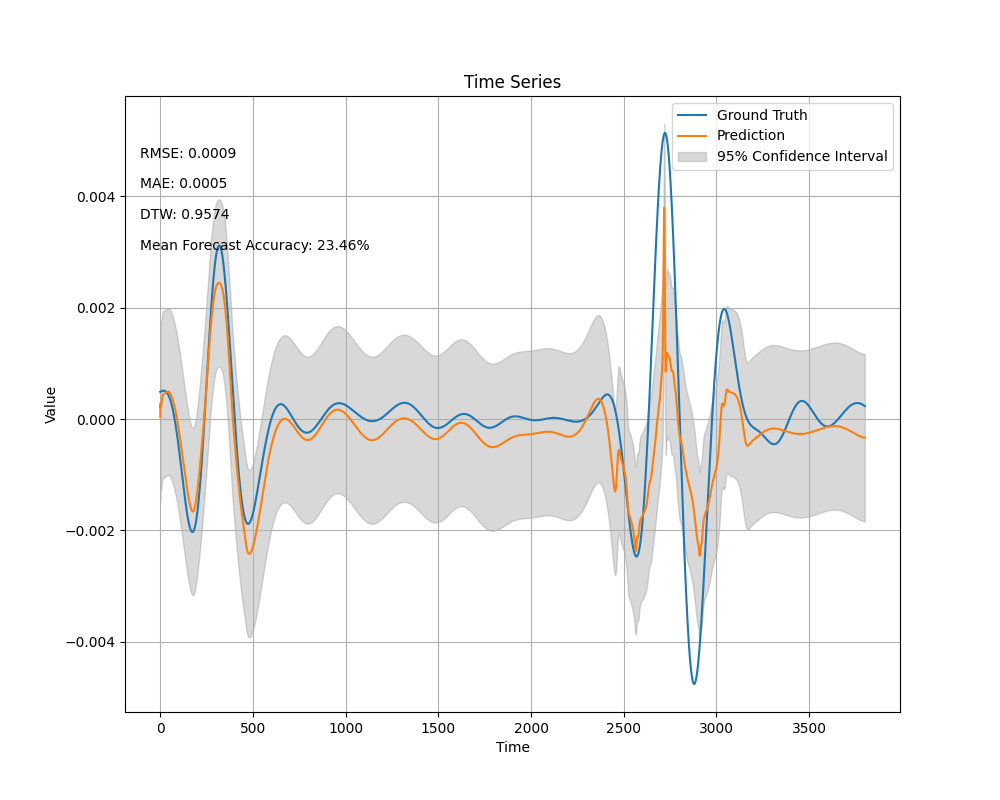 Time Series
Ground Truth
Prediction
95% Confidence Interval
RMSE: 0.0009
MAE: 0.0005
DTW: 0.9574
Mean Forecast Accuracy: 23.46%
0.004
0.002
0.000
−0.002
−0.004
Value
0 500 1000 1500 2000 2500 3000 3500
Time